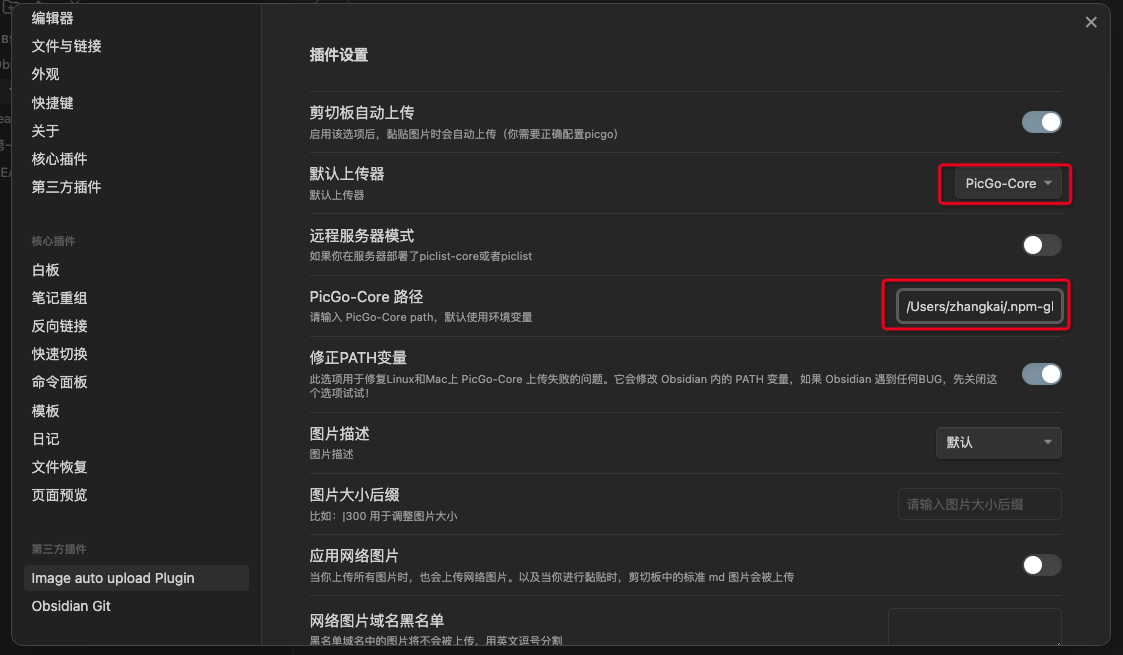 编辑器
文件与链接
外观
快捷键
关于
核心插件
第三方插件
核心插件
白板
笔记重组
反向链接
快速切换
命令面板
模板
日记
文件恢复
页面预览
第三方插件
Image auto upload Plugin
Obsidian Git
插件设置
剪切板自动上传
启用该选项后，黏贴图片时会自动上传（你需要正确配置picgo）
默认上传器
默认上传器
PicGo-Core
远程服务器模式
如果你在服务器部署了piclist-core或者piclist
PicGo-Core 路径
请输入 PicGo-Core path，默认使用环境变量
/Users/zhangkai/.npm-gl
修正PATH变量
此选项用于修复Linux和Mac上 PicGo-Core 上传失败的问题。它会修改 Obsidian 内的 PATH 变量，如果 Obsidian 遇到任何BUG，先关闭这
个选项试试！
图片描述
图片描述
默认
图片大小后缀
比如：|300 用于调整图片大小
请输入图片大小后缀
应用网络图片
当你上传所有图片时，也会上传网络图片。以及当你进行黏贴时，剪切板中的标准 md 图片会被上传
网络图片域名黑名单
黑名单域名中的图片将不会被上传，用英文逗号分割